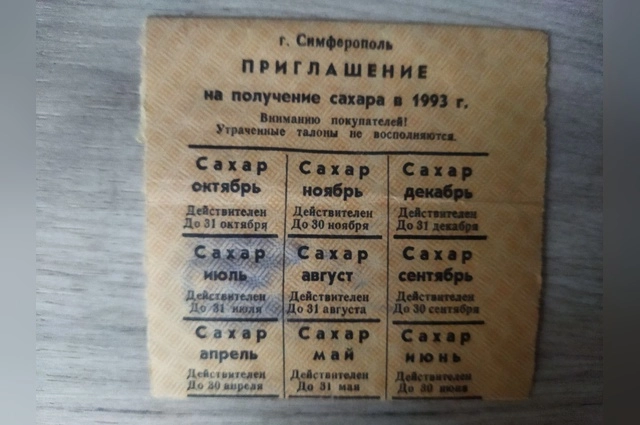 г. Симферополь
ПРИГЛАШЕНИЕ
на получение сахара в 1993 г.
Вниманию покупателей!
Утраченные талоны не восполняются.
Сахар Сахар Сахар
октябрь ноябрь декабрь
Действителен Действителен Действителен
До 31 октября До 30 ноября До 31 декабря
Сахар Сахар Сахар
июль август сентябрь
Действителен Действителен Действителен
До 31 июля До 31 августа До 30 сентября
Сахар Сахар Сахар
апрель май июнь
Действителен Действителен Действителен
До 30 апреля До 31 мая До 30 июня